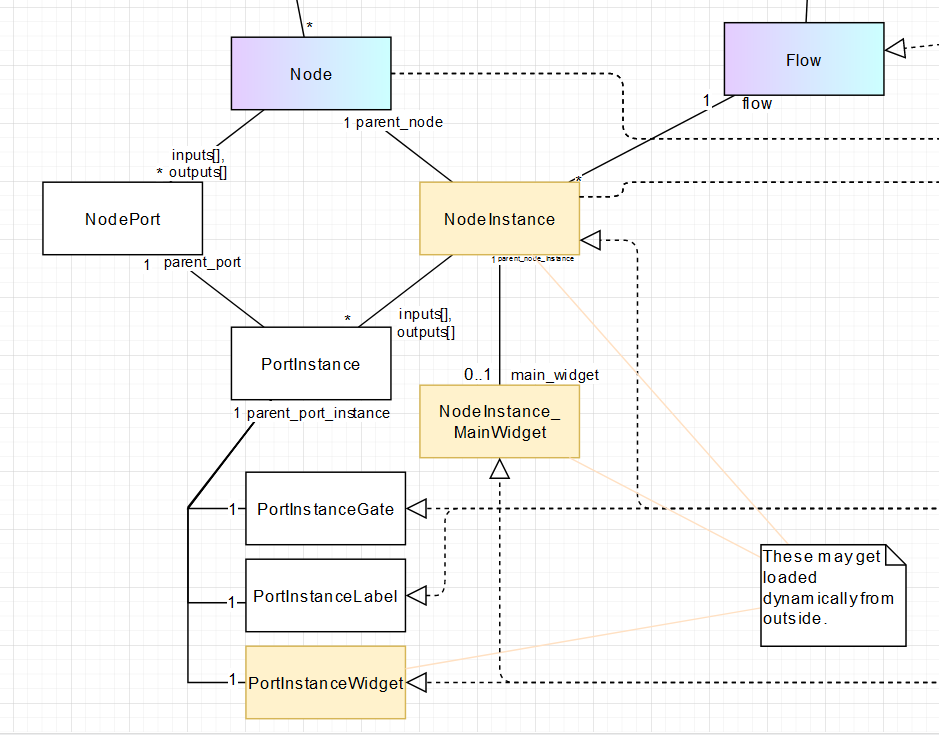 *
Node
Flow
1 parent_node
1
flow
inputs[],
* outputs[]
*
NodePort
NodeInstance
1 parent_port
1 parent_node_instance
*
inputs[],
outputs[]
PortInstance
0..1 main_widget
1 parent_port_instance
NodeInstance_
MainWidget
1
PortInstanceGate
These may get
loaded
dynamically from
outside.
1
PortInstanceLabel
1
PortInstanceWidget